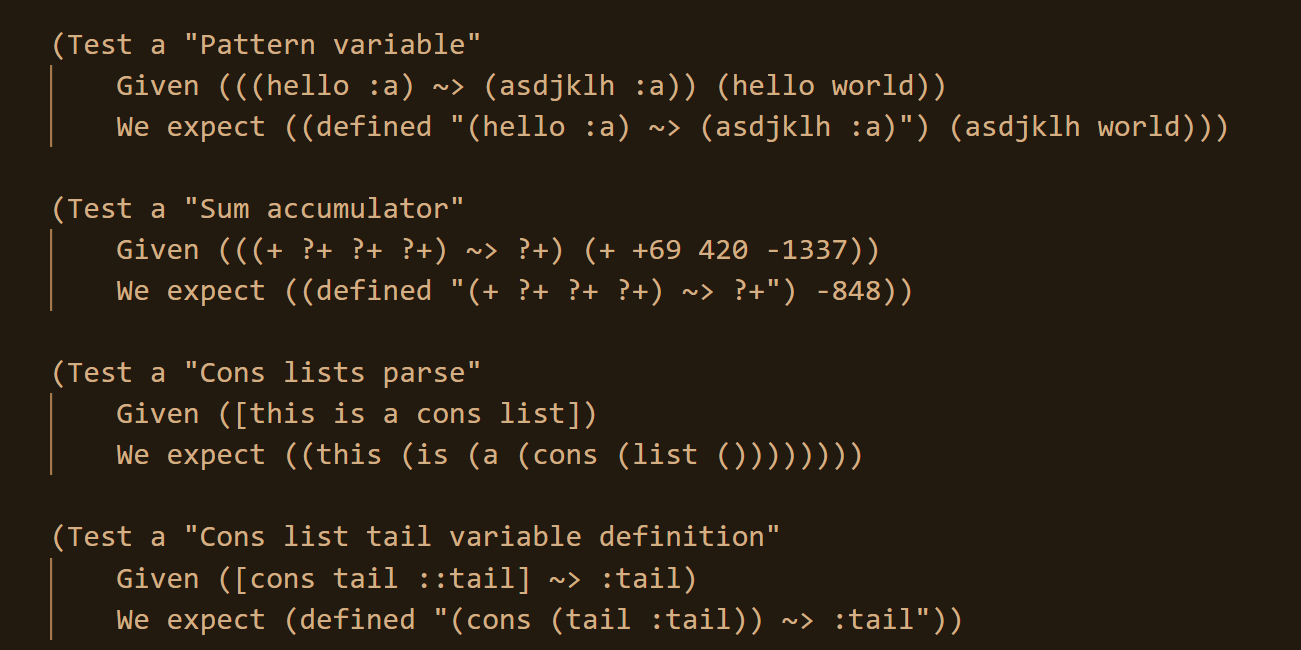 (Test a "Pattern variable"
Given (((hello :a) ~> (asdjklh :a)) (hello world))
We expect ((defined "(hello :a) ~> (asdjklh :a)") (asdjklh world)))
(Test a "Sum accumulator"
Given (((+ ?+ ?+ ?+) ~> ?+) (+ +69 420 -1337))
We expect ((defined "(+ ?+ ?+ ?+) ~> ?+") -848))
(Test a "Cons lists parse"
Given ([this is a cons list])
We expect ((this (is (a (cons (list ())))))))) 
(Test a "Cons list tail variable definition"
Given ([cons tail ::tail] ~> :tail)
We expect (defined "(cons (tail :tail)) ~> :tail"))